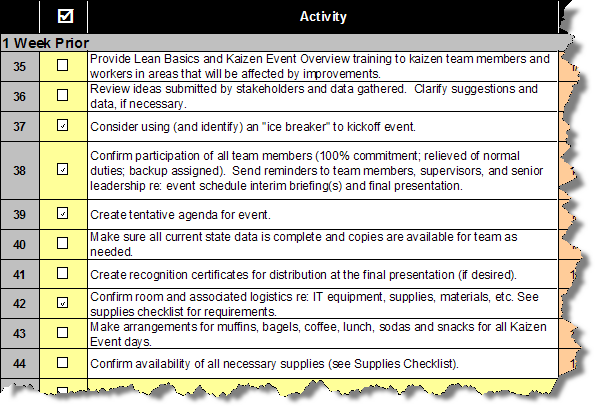 Activity
1 Week Prior
35 Provide Lean Basics and Kaizen Event Overview training to kaizen team members and
workers in areas that will be affected by improvements.
36 Review ideas submitted by stakeholders and data gathered.  Clarify suggestions and
data, if necessary.
37 Consider using (and identify) an "ice breaker" to kickoff event.
38 Confirm participation of all team members (100% commitment; relieved of normal
duties; backup assigned).  Send reminders to team members, supervisors, and senior
leadership re: event schedule interim briefing(s) and final presentation.
39 Create tentative agenda for event.
40 Make sure all current state data is complete and copies are available for team as
needed.
41 Create recognition certificates for distribution at the final presentation (if desired).
42 Confirm room and associated logistics re: IT equipment, supplies, materials, etc. See
supplies checklist for requirements.
43 Make arrangements for muffins, bagels, coffee, lunch, sodas and snacks for all Kaizen
Event days.
44 Confirm availability of all necessary supplies (see Supplies Checklist).